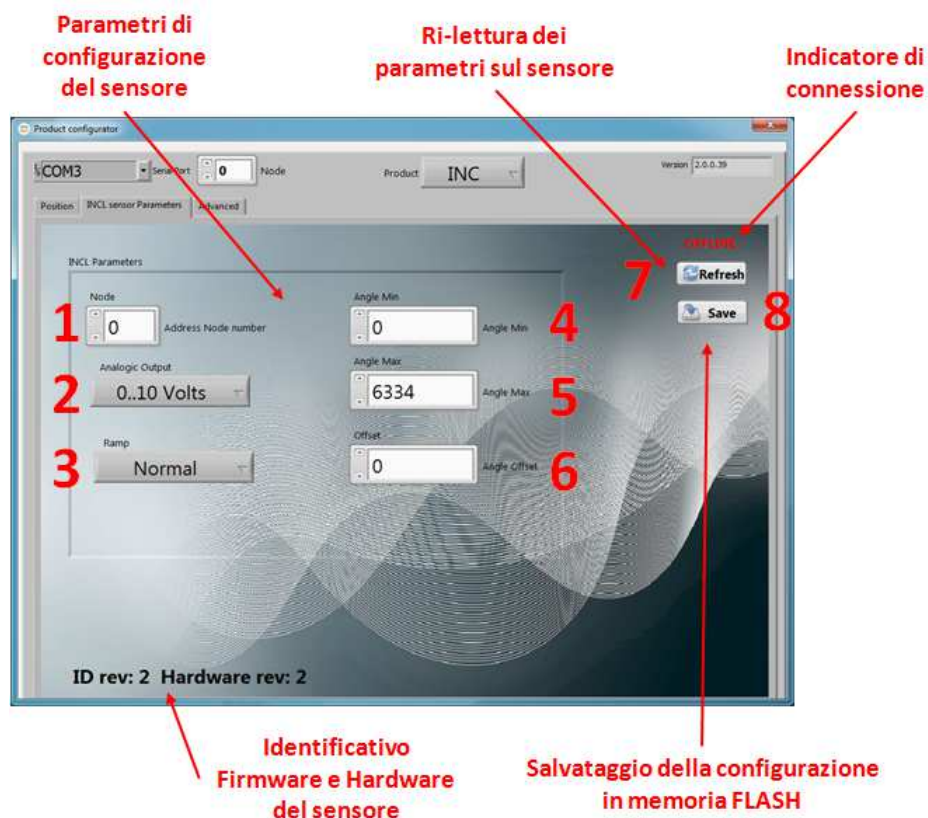 Parametri di
configurazione
del sensore
Ri-lettura dei
parametri sul sensore
Indicatore di
connessione
Product configurator
COM3 Serial Port 0 Node Product INC Version 2.0.0.39
Position INCL sensor Parameters Advanced
OFFLINE
INCL Parameters
7 Refresh
Node
Angle Min
1 0 Address Node number
0 Angle Min 4
Save 8
Analogic Output
Angle Max
2 0..10 Volts
6334 Angle Max 5
Ramp
Offset
3 Normal
0 Angle Offset 6
ID rev: 2 Hardware rev: 2
Identificativo
Firmware e Hardware
del sensore
Salvataggio della configurazione
in memoria FLASH